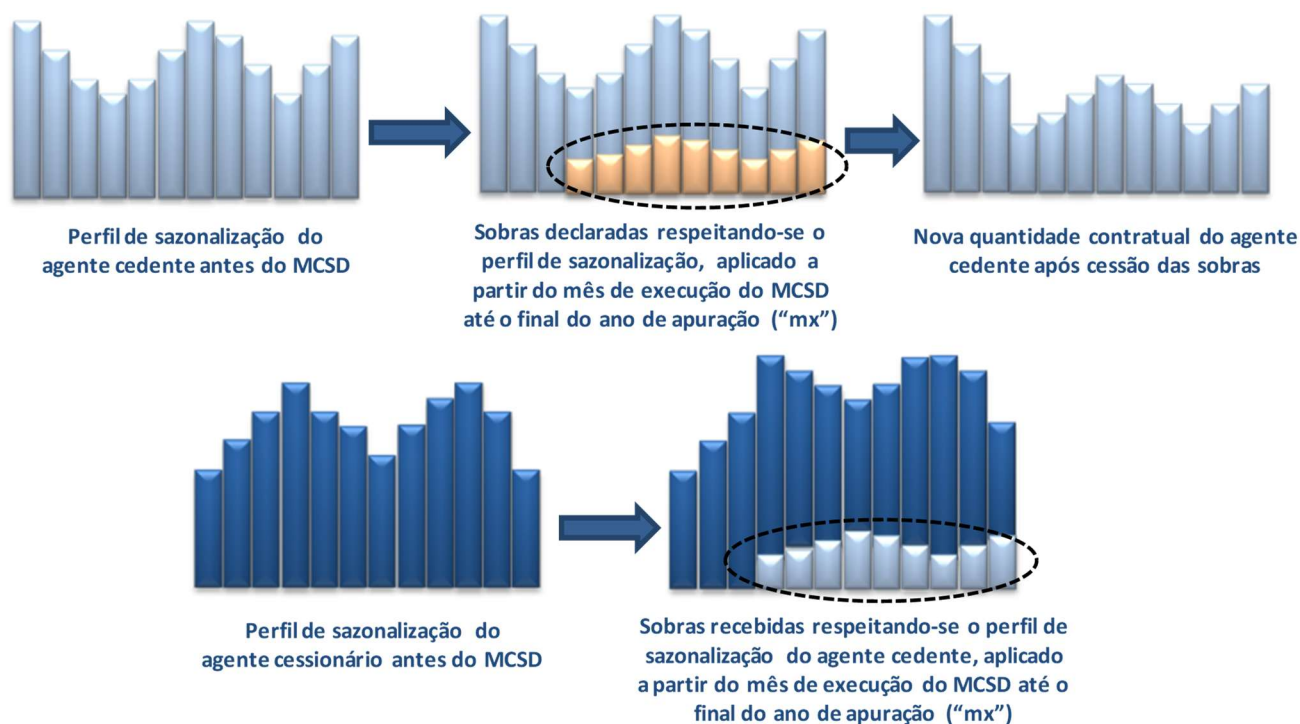 Perfil de sazonalização do
agente cedente antes do MCSD
Sobras declaradas respeitando-se o
perfil de sazonalização, aplicado a
partir do mês de execução do MCSD
até o final do ano de apuração ("mx")
Nova quantidade contratual do agente
cedente após cessão das sobras
Perfil de sazonalização do
agente cessionário antes do MCSD
Sobras recebidas respeitando-se o perfil de
sazonalização do agente cedente, aplicado
a partir do mês de execução do MCSD até o
final do ano de apuração ("mx")